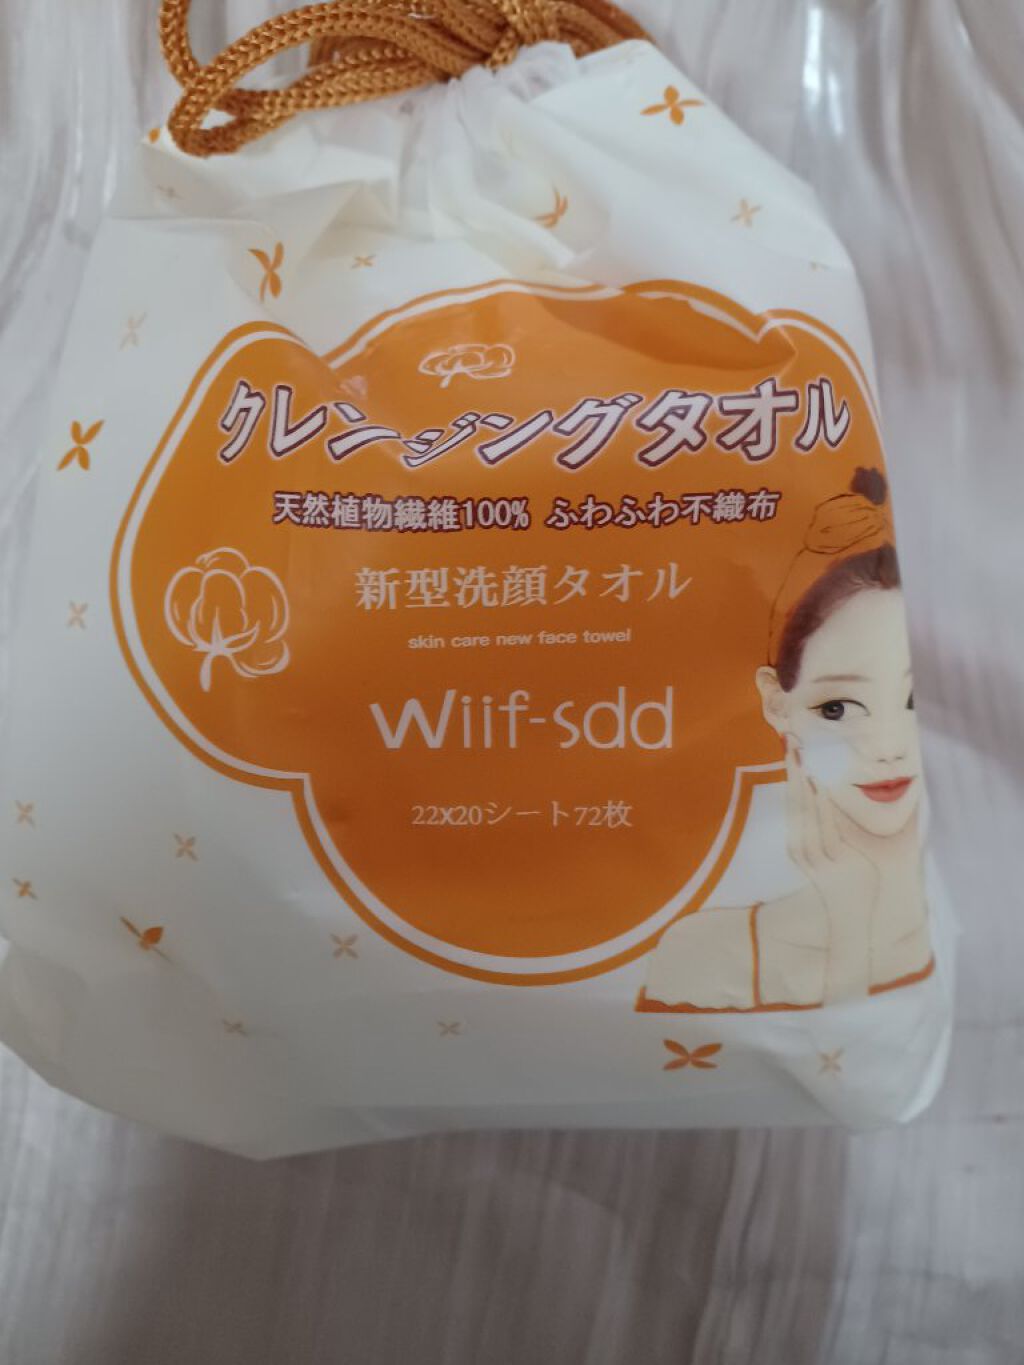 クレンジングタオル
天然植物繊維100% ふわふわ不織布
新型洗顔タオル
skin care new face towel
wiif-sdd
22x20シート72枚